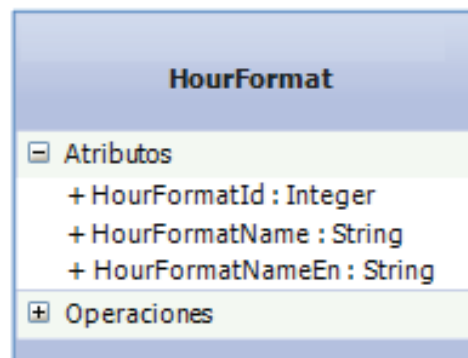 HourFormat
Atributos
+ HourFormatId : Integer
+ HourFormatName : String
+ HourFormatNameEn : String
Operaciones